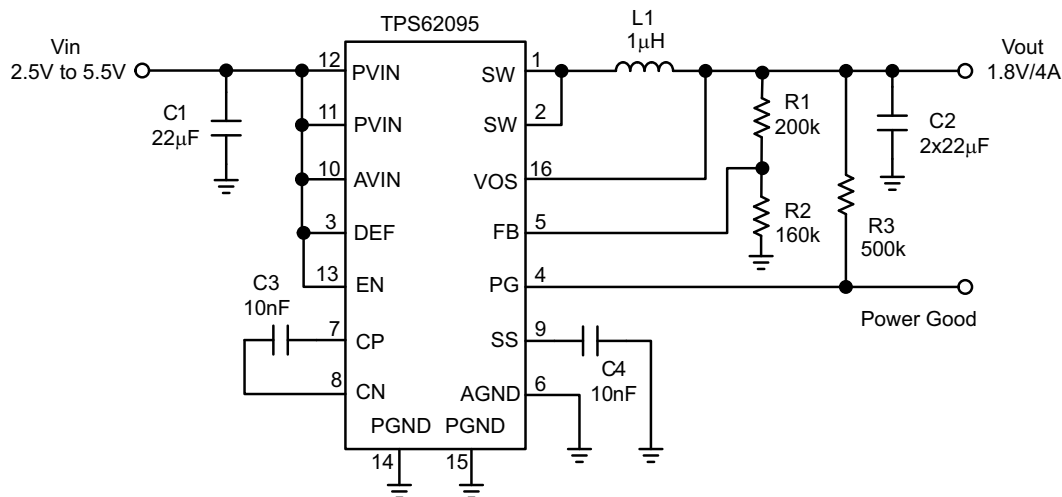 TPS62095
Vin
2.5V to 5.5V
C1
22μF
12
PVIN
11
PVIN
10
AVIN
3
DEF
13
EN
C3
10nF
7
CP
8
CN
PGND
PGND
14
15
1
SW
2
SW
16
VOS
5
FB
4
PG
9
SS
6
AGND
L1
1μH
R1
200k
R2
160k
R3
500k
C2
2x22μF
C4
10nF
Vout
1.8V/4A
Power Good